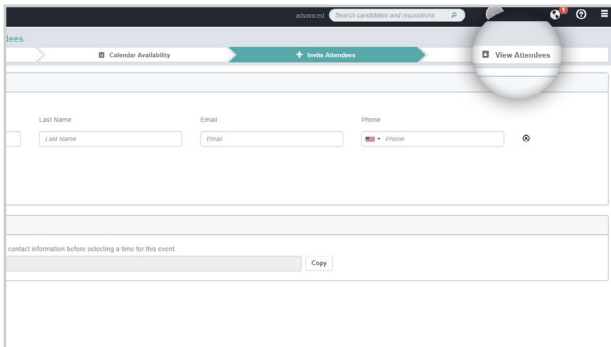 advanced Search candidates and requisitions 1
lees
Calendar Availability Invite Attendees View Attendees
Last Name Email Phone
Last Name Email Phone
contact information before selecting a time for this event.
Copy